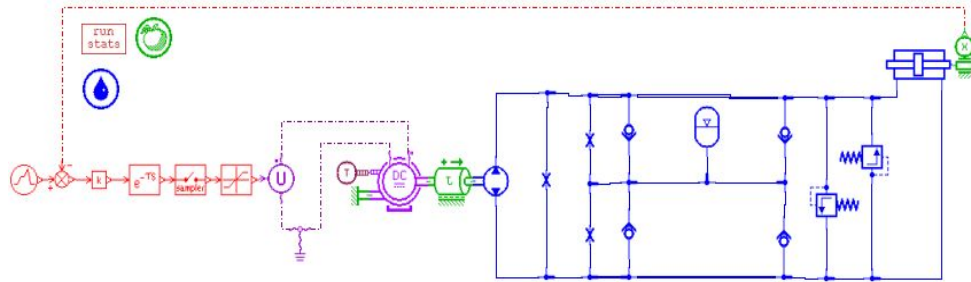 run
stats
x
−
+
k
e-TS
sampler
U
T
DC
+
τ